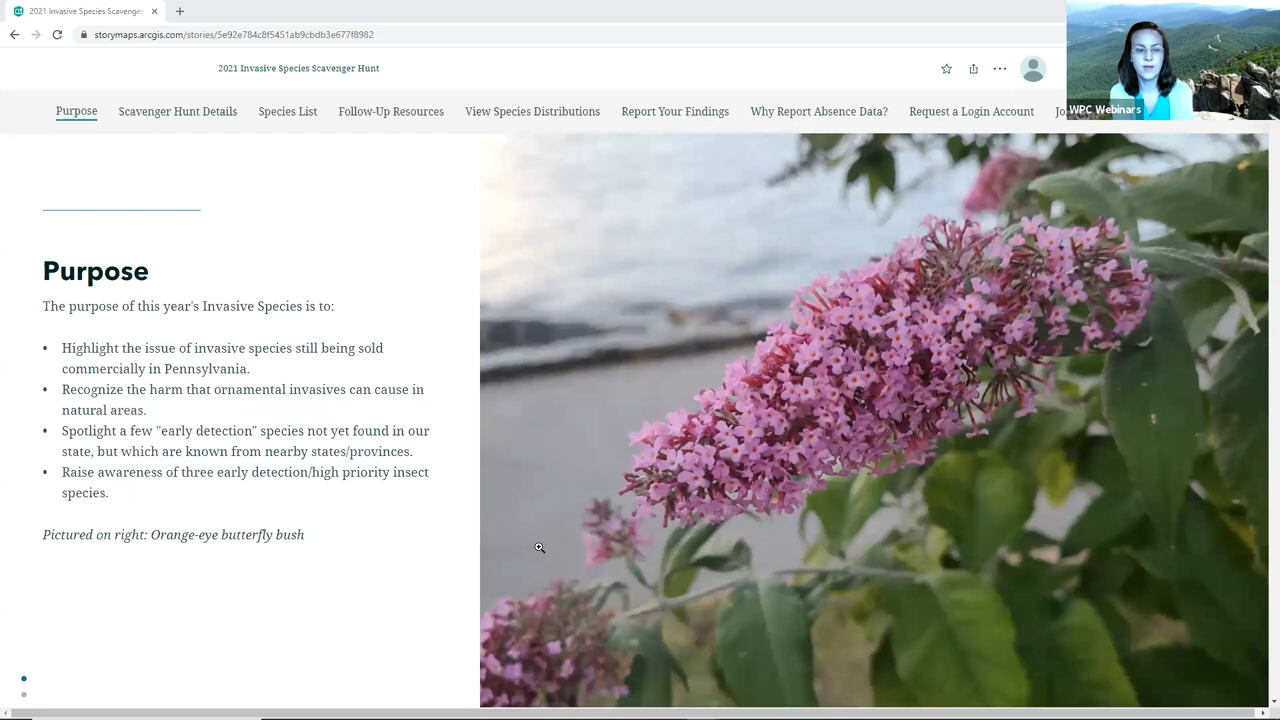 2021 Invasive Species Scavenger
storymaps.arcgis.com/stories/5e92e784c8f5451ab9cbdb3e677f8982
2021 Invasive Species Scavenger Hunt
WPC Webinars
Purpose Scavenger Hunt Details Species List Follow-Up Resources View Species Distributions Report Your Findings Why Report Absence Data? Request a Login Account
Purpose
The purpose of this year's Invasive Species is to:
• Highlight the issue of invasive species still being sold
commercially in Pennsylvania.
• Recognize the harm that ornamental invasives can cause in
natural areas.
• Spotlight a few "early detection" species not yet found in our
state, but which are known from nearby states/provinces.
• Raise awareness of three early detection/high priority insect
species.
Pictured on right: Orange-eye butterfly bush